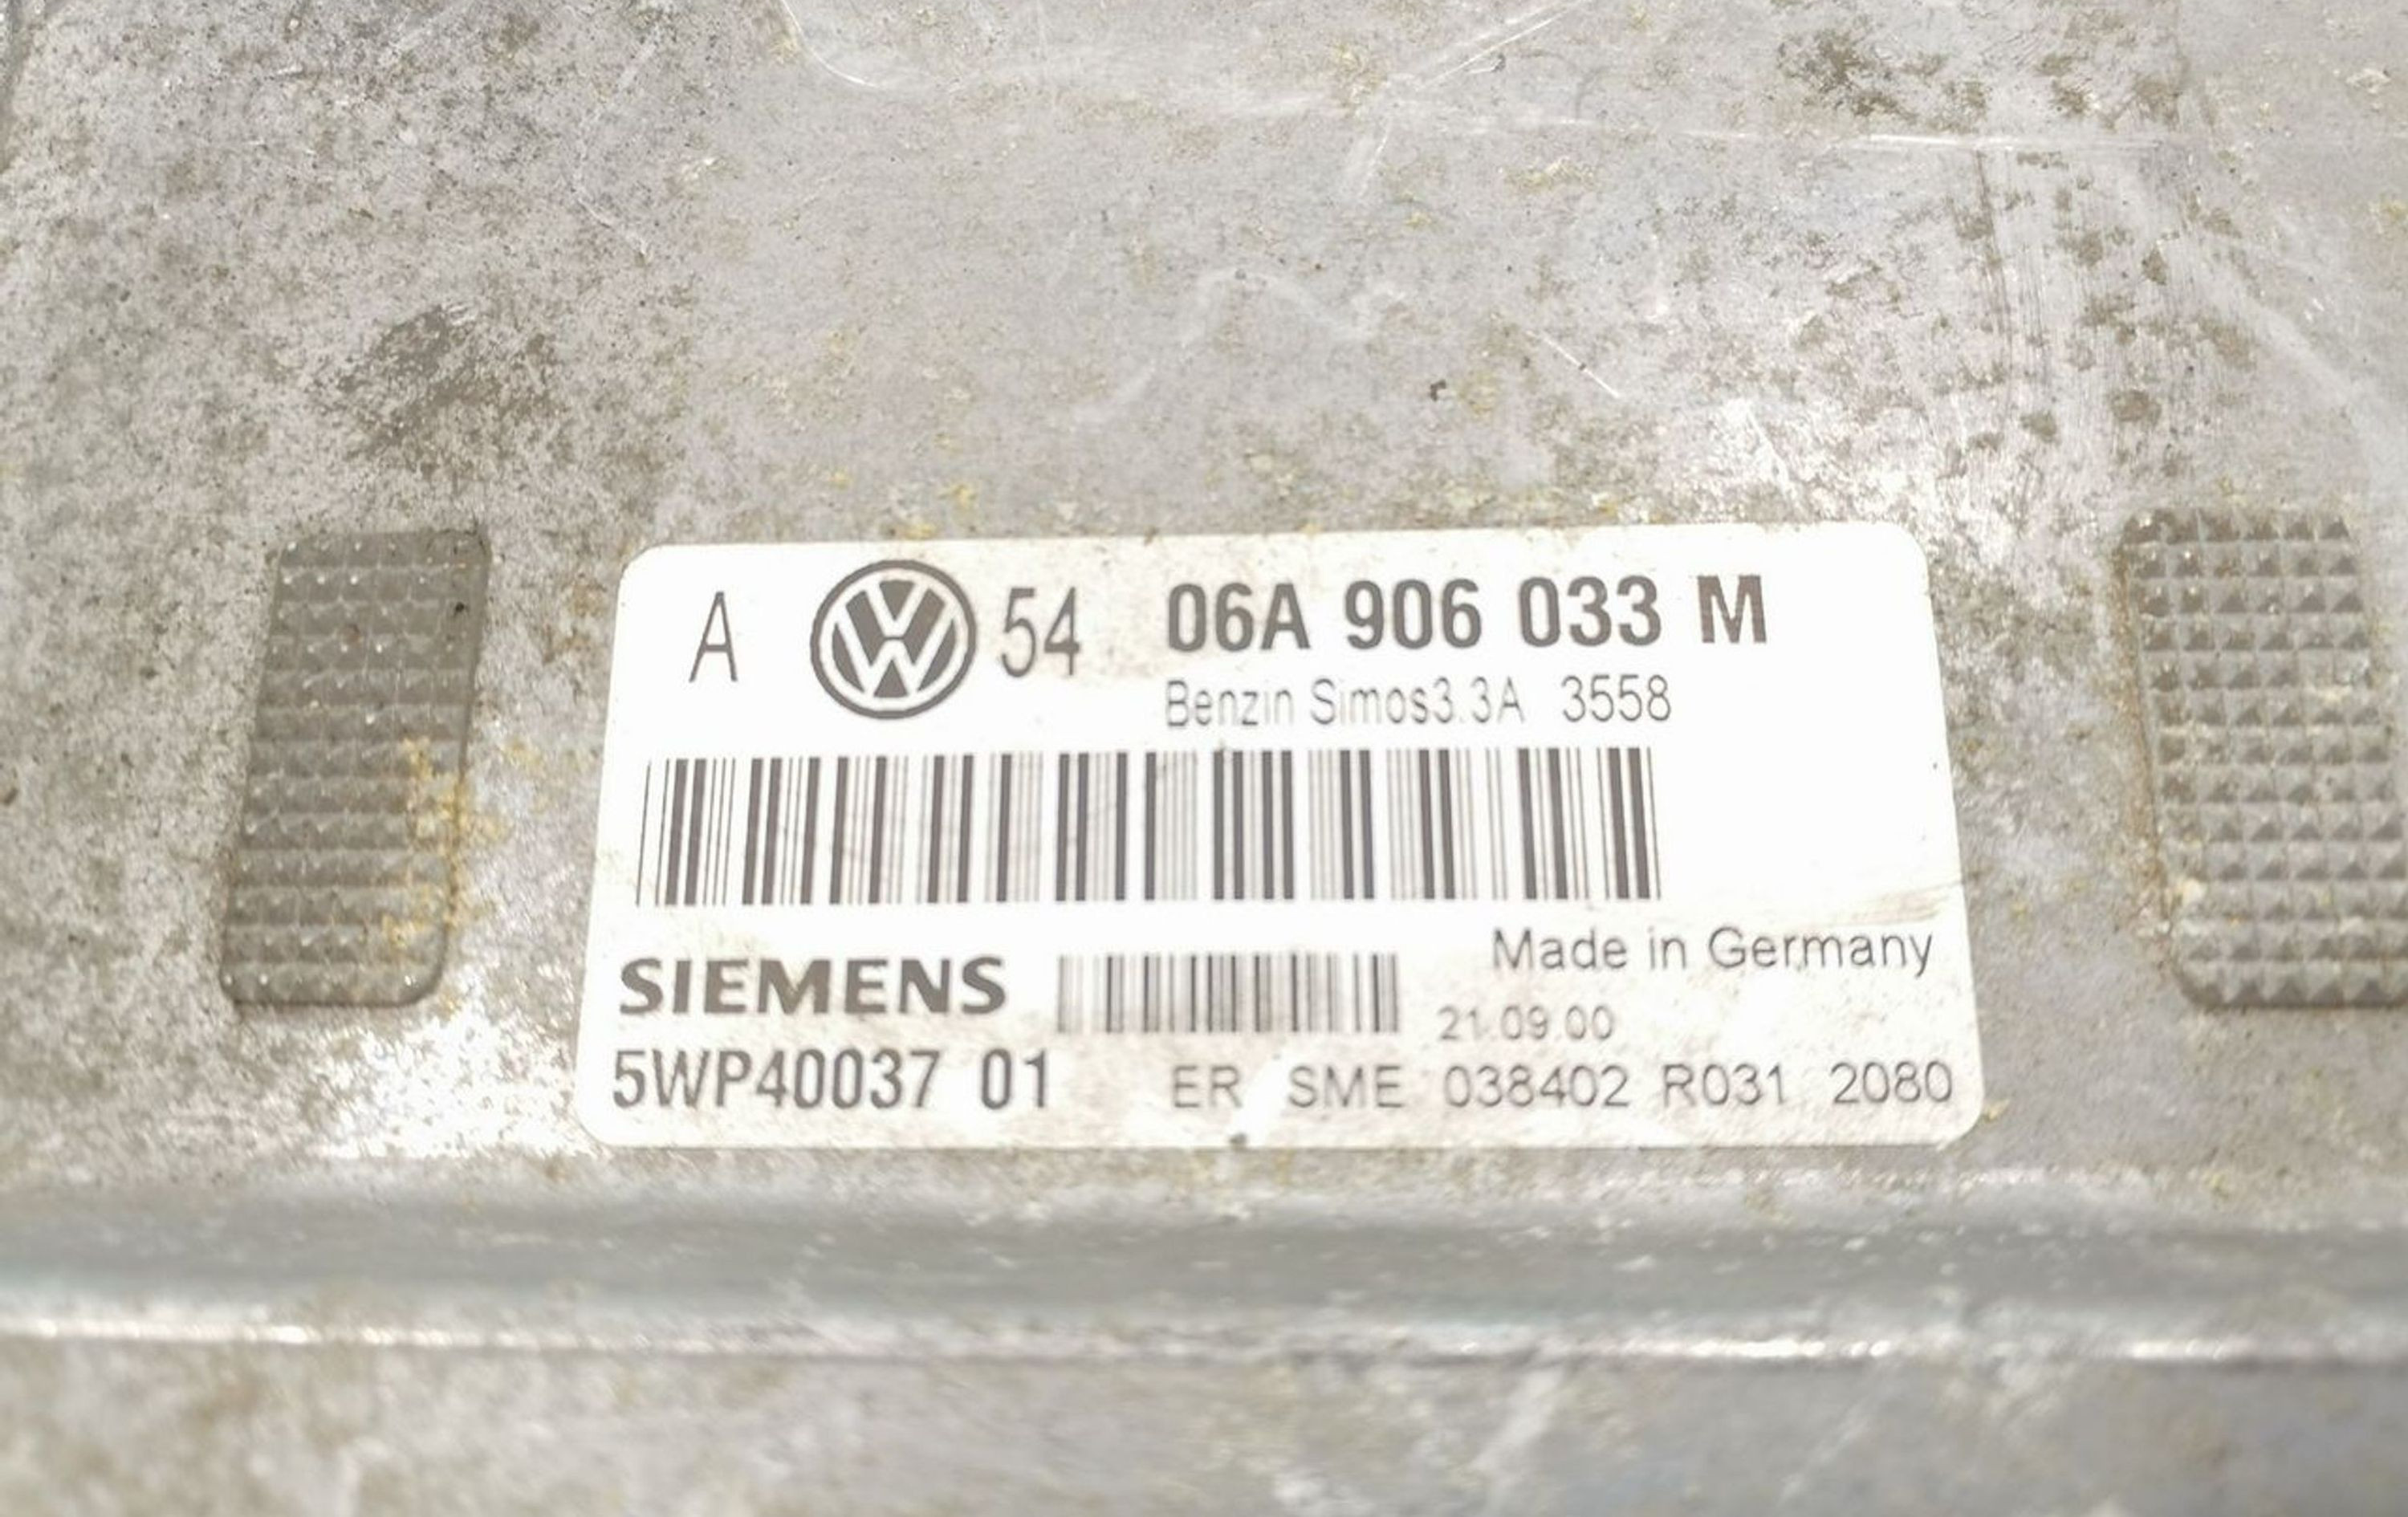 A VW 54 06A 906 033 M
Benzin Simos3.3A 3558
Made in Germany
SIEMENS
21.09.00
5WP40037 01 ER SME 038402 R031 2080